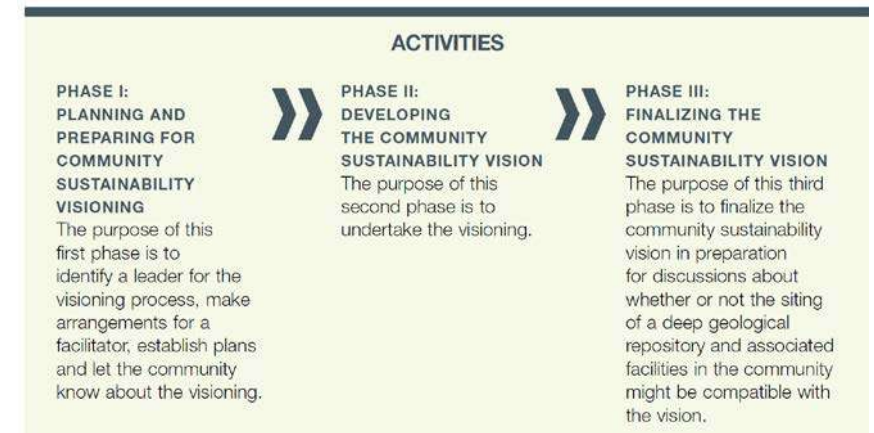 ACTIVITIES
PHASE I:
PLANNING AND
PREPARING FOR
COMMUNITY
SUSTAINABILITY
VISIONING
The purpose of this
first phase is to
identify a leader for the
visioning process, make
arrangements for a
facilitator, establish plans
and let the community
know about the visioning.
PHASE II:
DEVELOPING
THE COMMUNITY
SUSTAINABILITY VISION
The purpose of this
second phase is to
undertake the visioning.
PHASE III:
FINALIZING THE
COMMUNITY
SUSTAINABILITY VISION
The purpose of this third
phase is to finalize the
community sustainability
vision in preparation
for discussions about
whether or not the siting
of a deep geological
repository and associated
facilities in the community
might be compatible with
the vision.